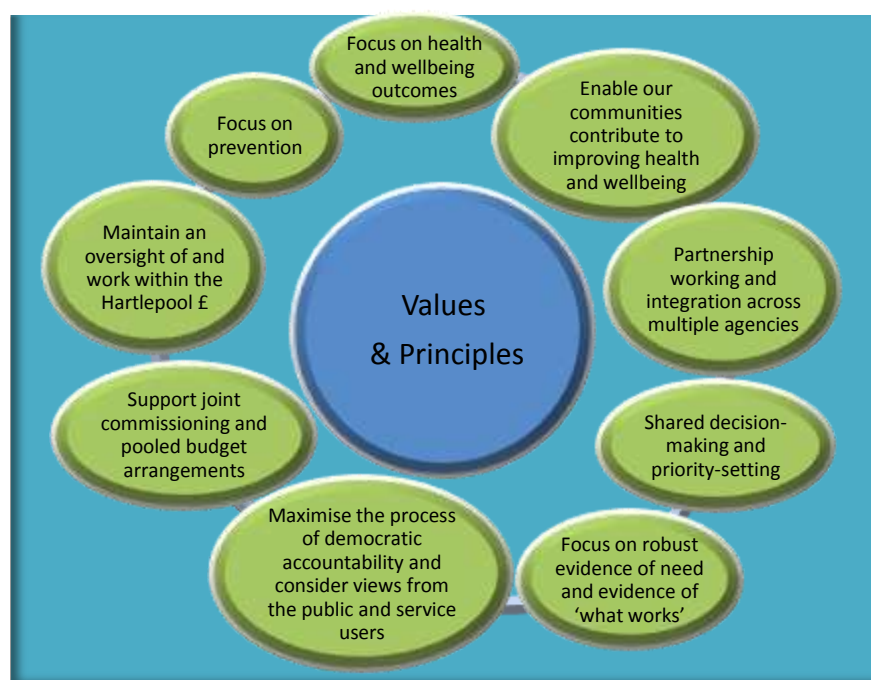 Focus on health
and wellbeing
outcomes
Enable our
communities
contribute to
improving health
and wellbeing
Partnership
working and
integration across
multiple agencies
Shared decision-
making and
priority-setting
Focus on robust
evidence of need
and evidence of
‘what works’
Maximise the process
of democratic
accountability and
consider views from
the public and service
users
Support joint
commissioning and
pooled budget
arrangements
Maintain an
oversight of and
work within the
Hartlepool £
Focus on
prevention
Values
& Principles